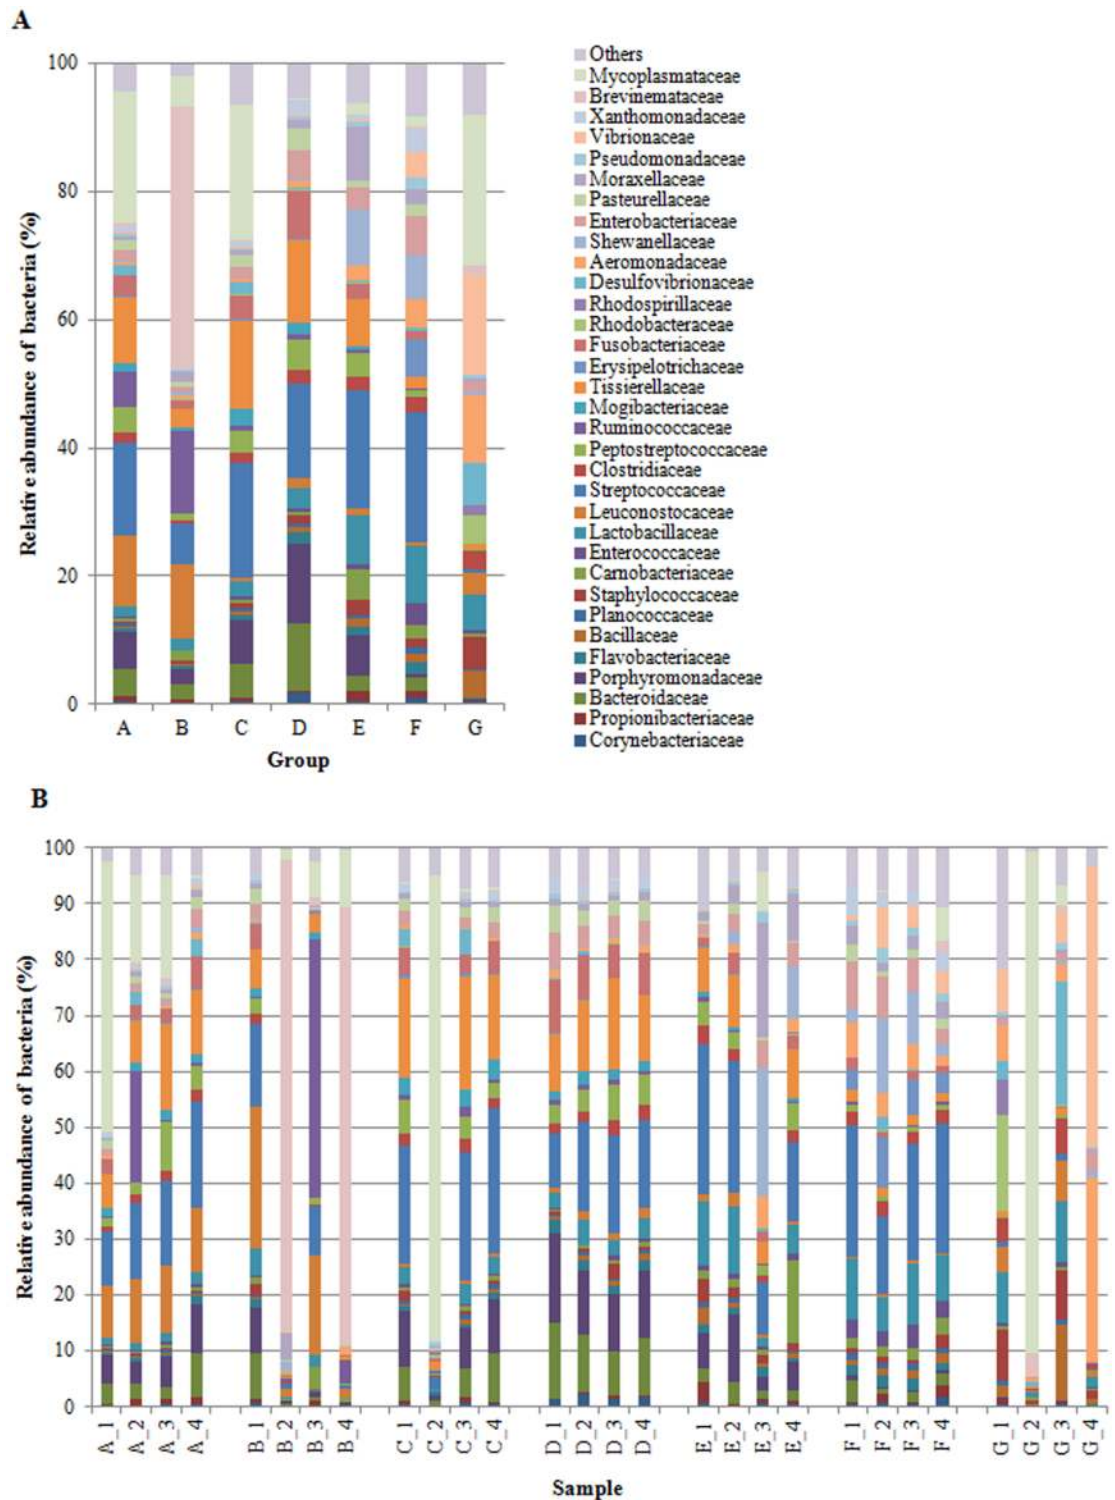 A
100
80
60
40
20
0
Relative abundance of bacteria (%)
A B C D E F G
Group
Others
Mycoplasmataceae
Brevinemataceae
Xanthomonadaceae
Vibrionaceae
Pseudomonadaceae
Moraxellaceae
Pasteurellaceae
Enterobacteriaceae
Shewanellaceae
Aeromonadaceae
Desulfovibrionaceae
Rhodospirillaceae
Rhodobacteraceae
Fusobacteriaceae
Erysipelotrichaceae
Tissierellaceae
Mogibacteriaceae
Ruminococcaceae
Peptostreptococcaceae
Clostridiaceae
Streptococcaceae
Leuconostocaceae
Lactobacillaceae
Enterococcaceae
Carnobacteriaceae
Staphylococcaceae
Planococcaceae
Bacillaceae
Flavobacteriaceae
Porphyromonadaceae
Bacteroidaceae
Propionibacteriaceae
Corynebacteriaceae
B
100
90
80
70
60
50
40
30
20
10
0
Relative abundance of bacteria (%)
A_1 A_2 A_3 A_4 B_1 B_2 B_3 B_4 C_1 C_2 C_3 C_4 D_1 D_2 D_3 D_4 E_1 E_2 E_3 E_4 F_1 F_2 F_3 F_4 G_1 G_2 G_3 G_4
Sample